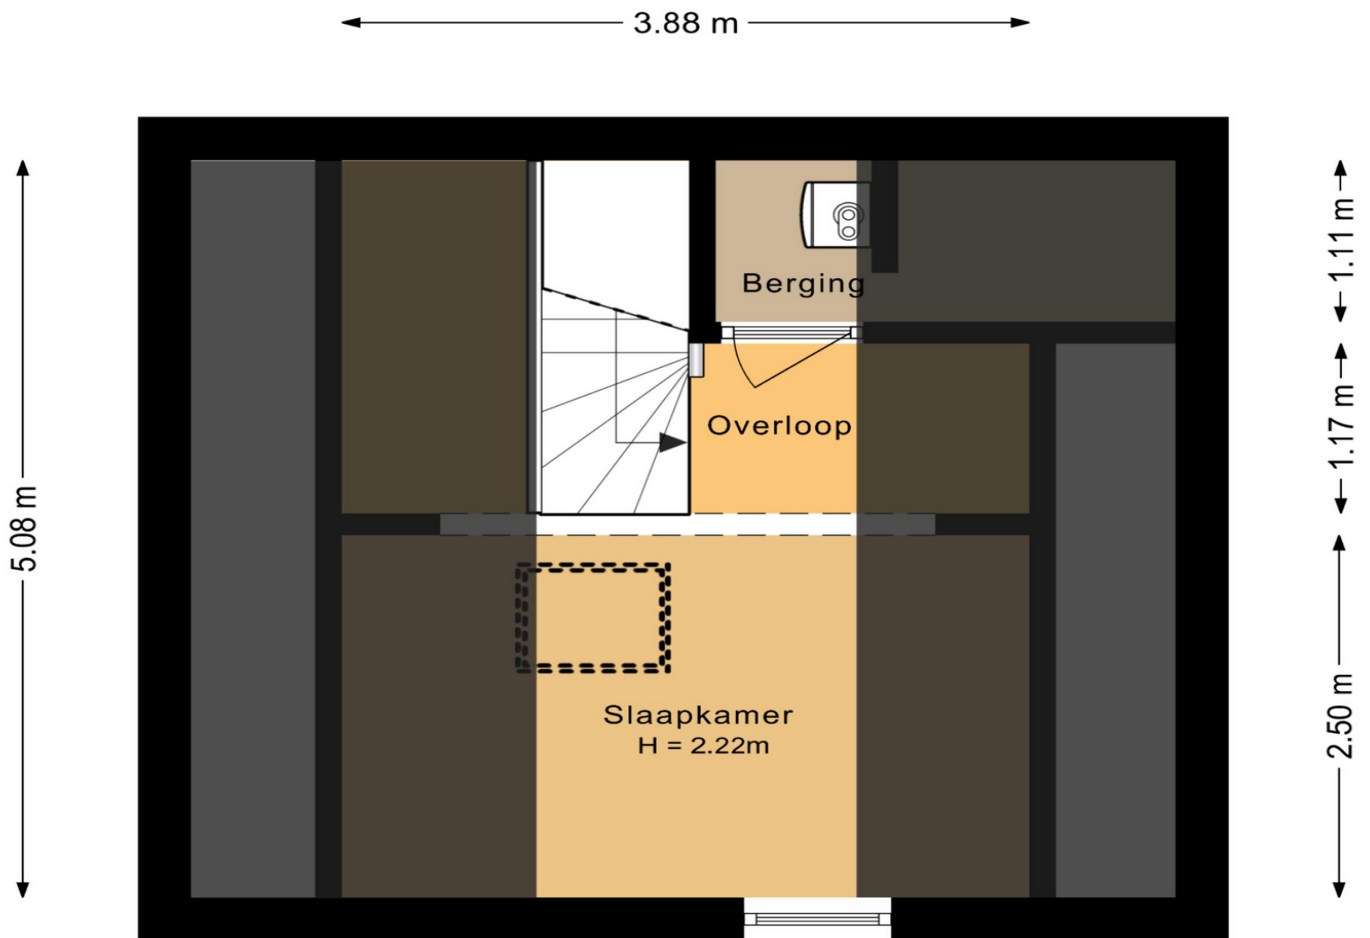 3.88 m
5.08 m
1.11 m
1.17 m
2.50 m
Berging
Overloop
Slaapkamer
H = 2.22m